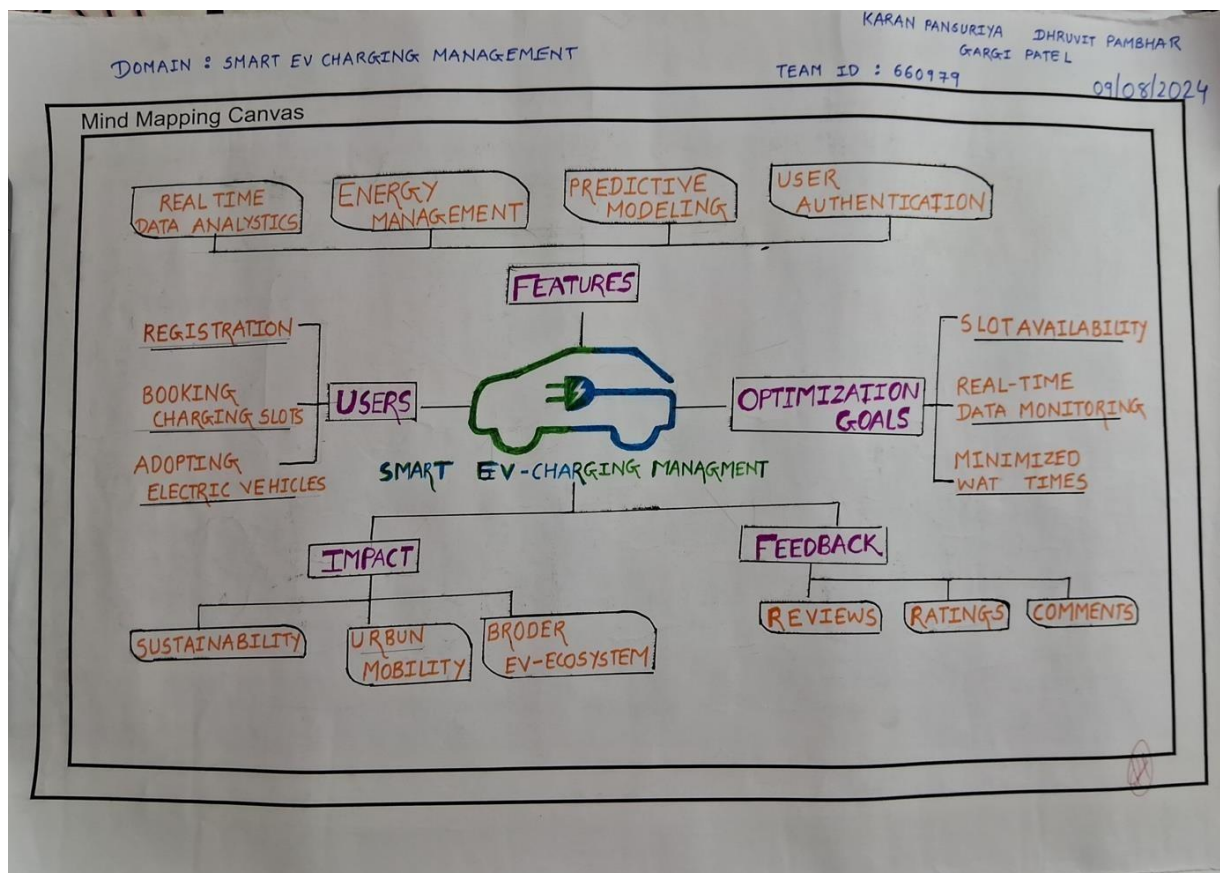 KARAN PANSURIYA DHRUVIT PAMBHAR
GARGI PATEL
DOMAIN : SMART EV CHARGING MANAGEMENT
TEAM ID : 660979
09/08/2024
Mind Mapping Canvas
REAL TIME
DATA ANALYSTICS
ENERGY
MANAGEMENT
PREDICTIVE
MODELING
USER
AUTHENTICATION
FEATURES
REGISTRATION
BOOKING
CHARGING SLOTS
ADOPTING
ELECTRIC VEHICLES
USERS
OPTIMIZATION
GOALS
SLOT AVAILABILITY
REAL-TIME
DATA MONITORING
MINIMIZED
WAT TIMES
SMART EV-CHARGING MANAGMENT
IMPACT
FEEDBACK
SUSTAINABILITY
URBUN
MOBILITY
BRODER
EV-ECOSYSTEM
REVIEWS
RATINGS
COMMENTS